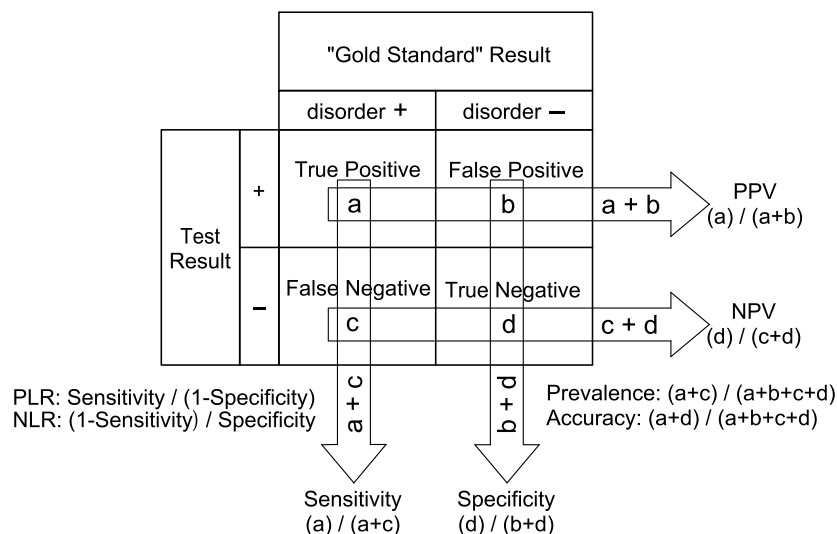 "Gold Standard" Result
disorder +
disorder −
Test
Result
+
True Positive
False Positive
a
b
a + b
PPV
(a) / (a+b)
−
False Negative
True Negative
c
d
c + d
NPV
(d) / (c+d)
PLR: Sensitivity / (1-Specificity)
NLR: (1-Sensitivity) / Specificity
a + c
b + d
Prevalence: (a+c) / (a+b+c+d)
Accuracy: (a+d) / (a+b+c+d)
Sensitivity
(a) / (a+c)
Specificity
(d) / (b+d)